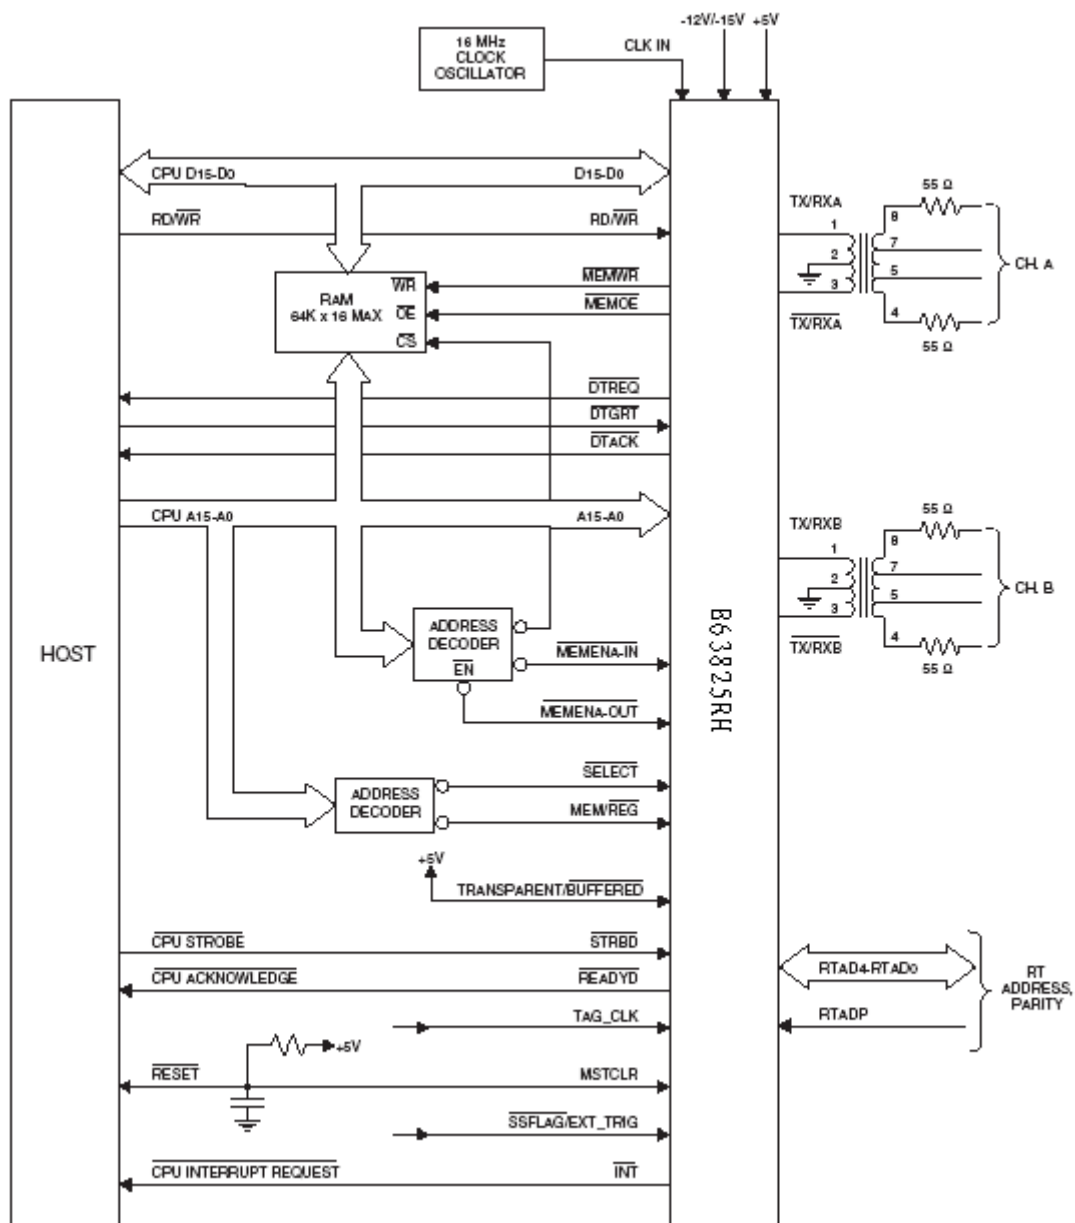 -12V/-15V +5V
16 MHz
CLOCK
OSCILLATOR
CLK IN
CPU D15-D0
D15-D0
RD/WR
RD/WR
RAM
64K x 16 MAX
WR
OE
CS
MEMWR
MEMOE
DTREQ
DTGRT
DTACK
CPU A15-A0
A15-A0
HOST
ADDRESS
DECODER
EN
MEMENA-IN
MEMENA-OUT
ADDRESS
DECODER
SELECT
MEM/REG
+5V
TRANSPARENT/BUFFERED
CPU STROBE
STRBD
CPU ACKNOWLEDGE
READYD
TAG_CLK
+5V
RESET
MSTCLR
SSFLAG/EXT_TRIG
CPU INTERRUPT REQUEST
INT
B63825RH
TX/RXA
1
2
3
TX/RXA
8
7
5
4
55 Ω
55 Ω
CH. A
TX/RXB
1
2
3
TX/RXB
8
7
5
4
55 Ω
55 Ω
CH. B
RTAD4-RTAD0
RTADP
RT
ADDRESS,
PARITY